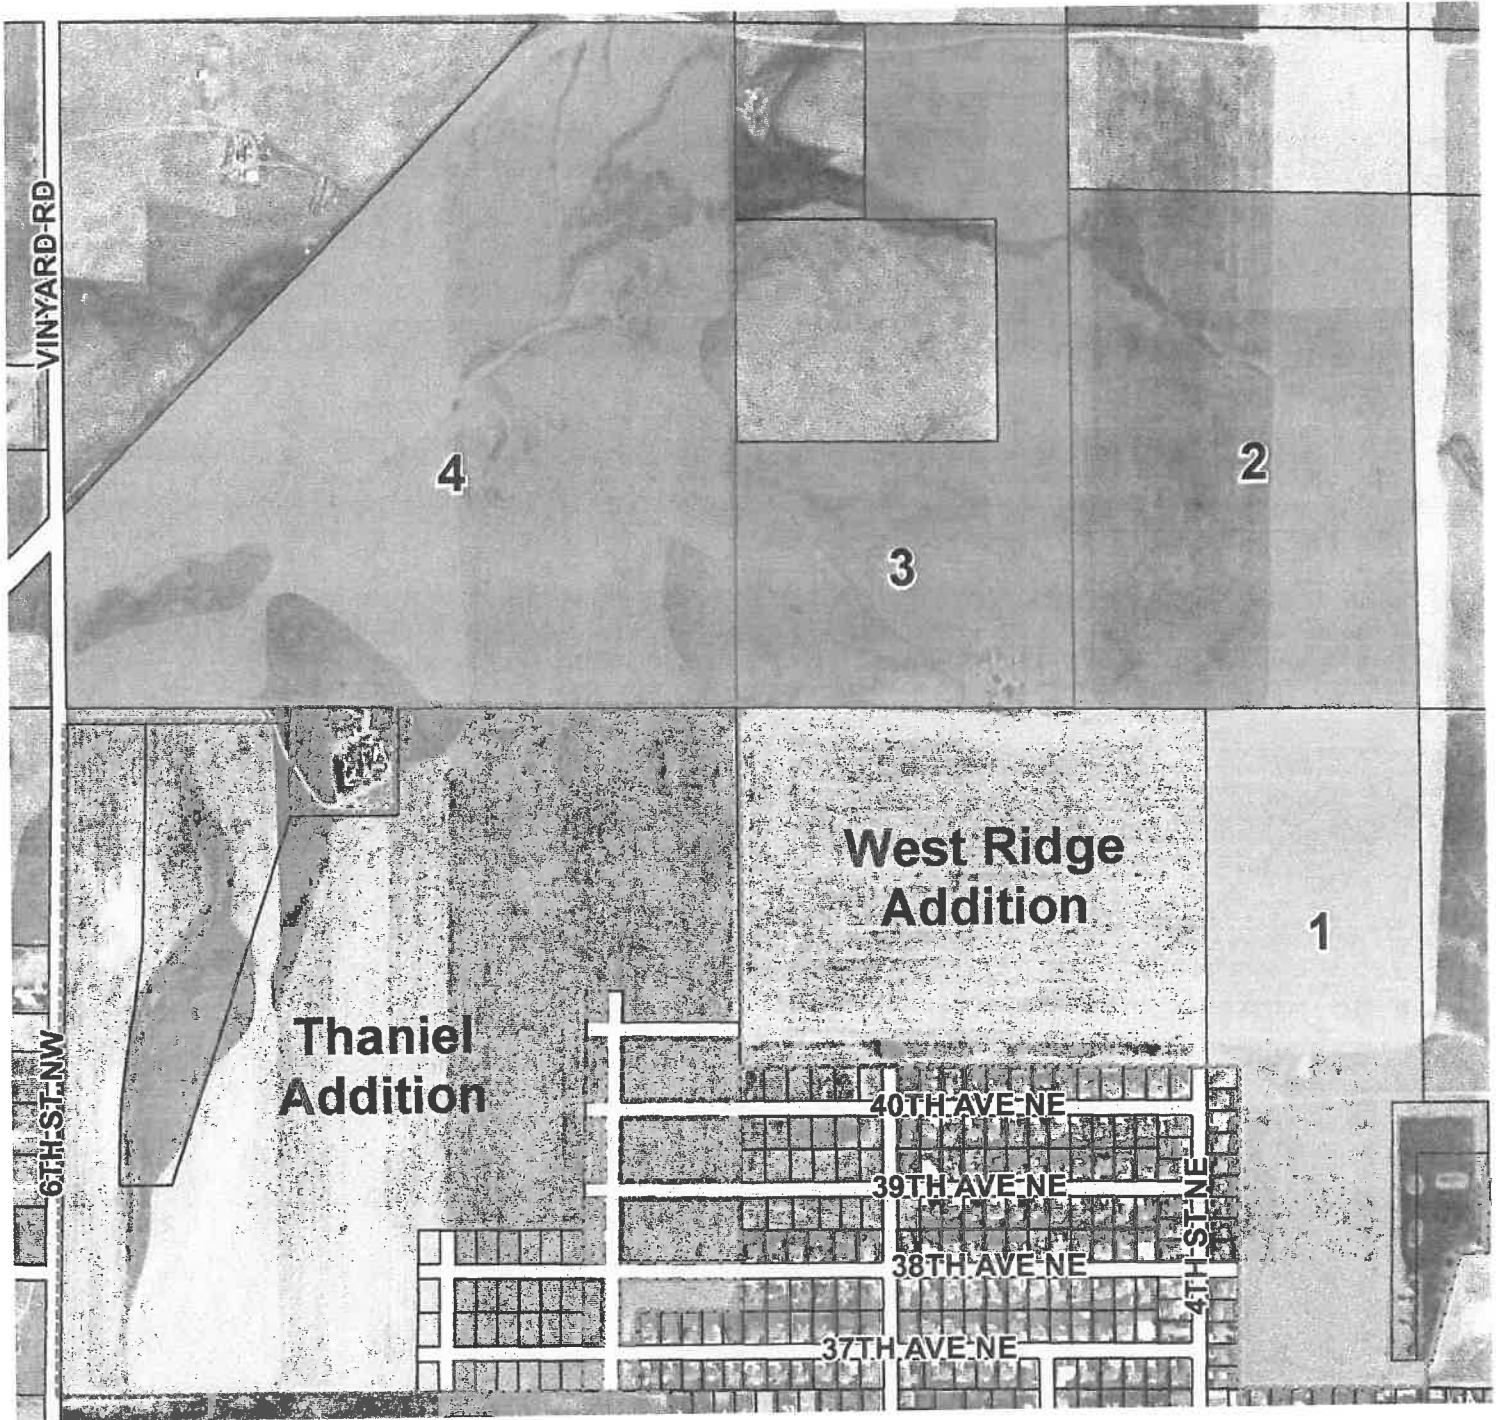 VINYARD RD
4
2
3
West Ridge
Addition
1
Thaniel
Addition
6TH ST NW
40TH AVE NE
39TH AVE NE
4TH ST NE
38TH AVE NE
37TH AVE NE